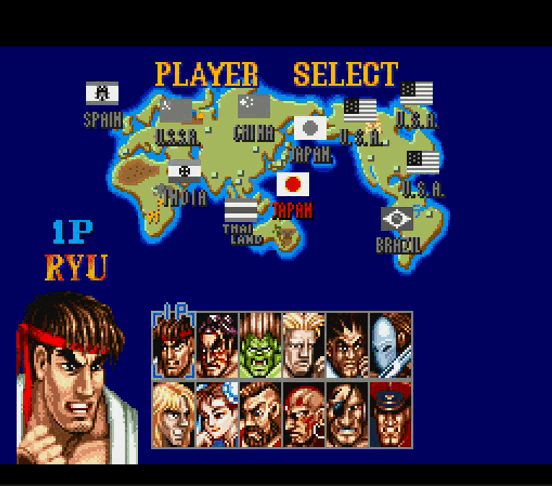 PLAYER SELECT
SPAIN
U.S.S.R.
CHINA
JAPAN
U.S.A.
U.S.A.
U.S.A.
INDIA
THAI
LAND
JAPAN
BRAZIL
1P
RYU
1P